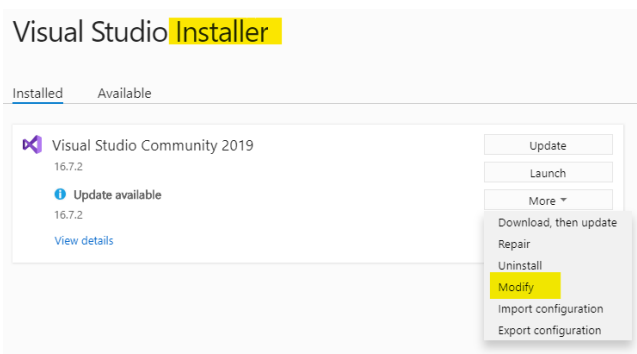 Visual Studio Installer
Installed Available
Visual Studio Community 2019
16.7.2
Update available
16.7.2
View details
Update
Launch
More
Download, then update
Repair
Uninstall
Modify
Import configuration
Export configuration